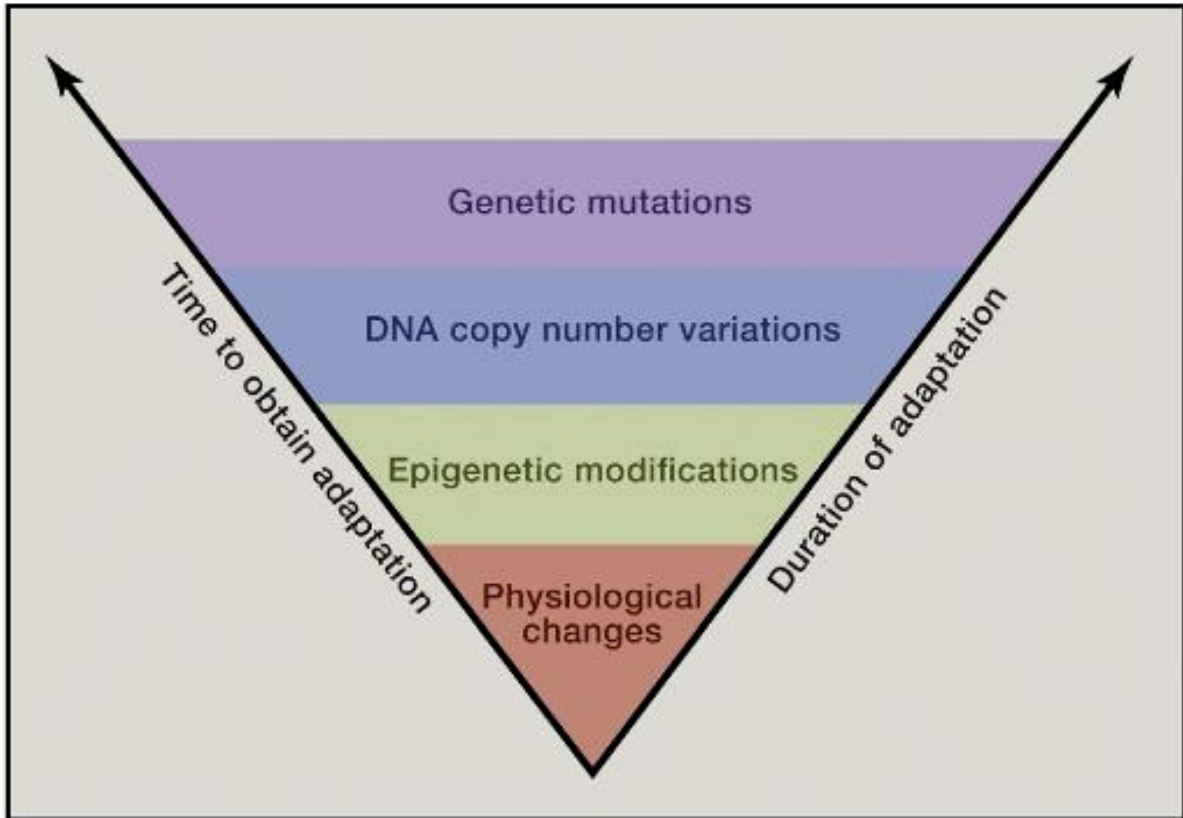 Genetic mutations
DNA copy number variations
Epigenetic modifications
Physiological
changes
Time to obtain adaptation
Duration of adaptation